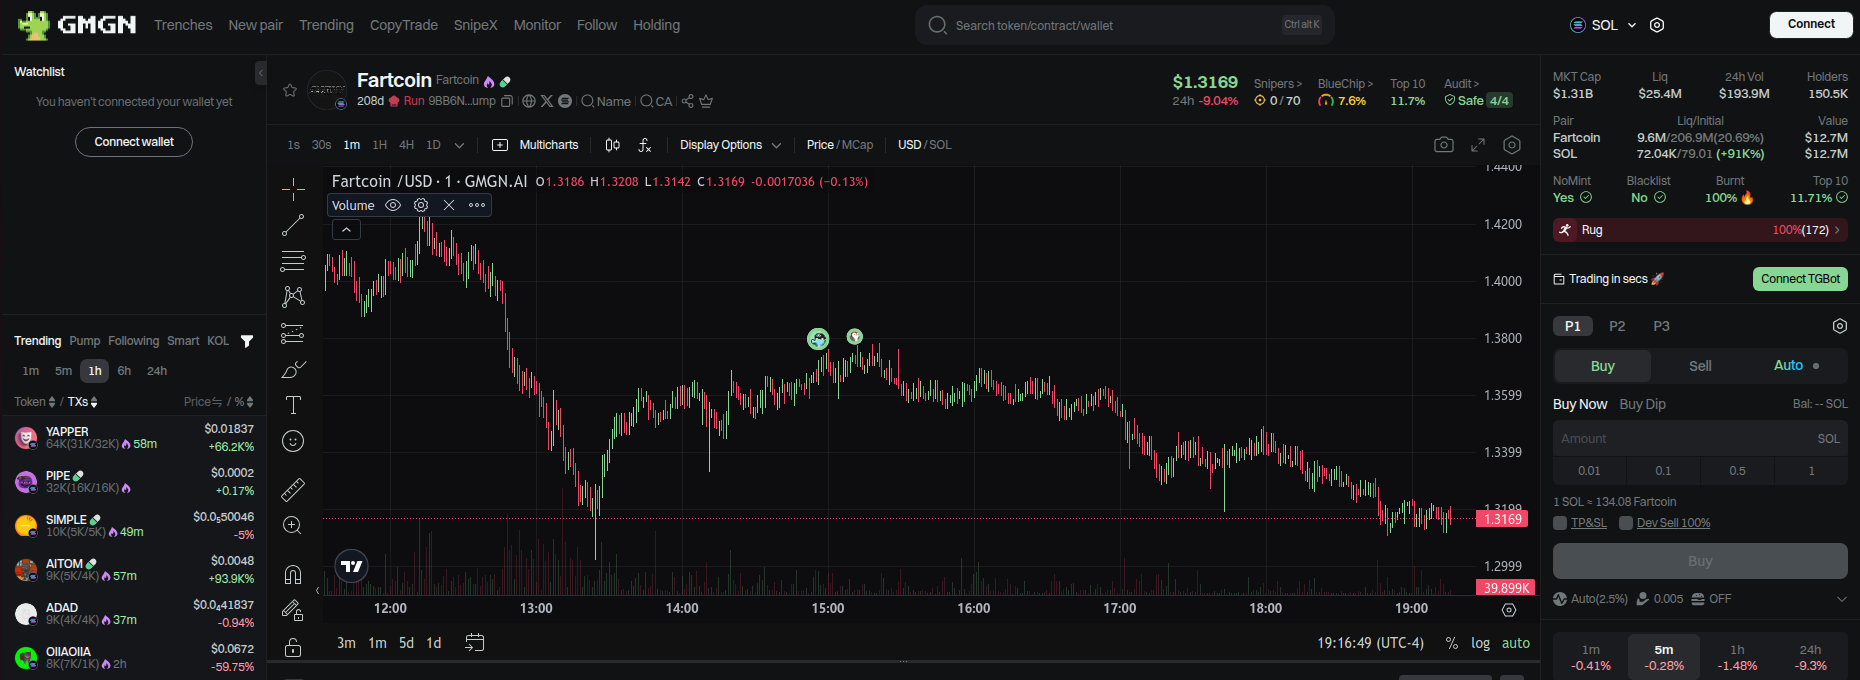 GMGN Trenches New pair Trending CopyTrade SnipeX Monitor Follow Holding Search token/contract/wallet Ctrl alt K SOL Connect
Watchlist
You haven't connected your wallet yet
Connect wallet
Trending Pump Following Smart KOL
1m 5m 1h 6h 24h
Token / TXs Price / %
YAPPER $0.01837
64K(31K/32K) 58m +66.2K%
PIPE $0.0002
32K(16K/16K) +0.17%
SIMPLE $0.0₅50046
10K(5K/5K) 49m -5%
AITOM $0.0048
9K(5K/4K) 57m +93.9K%
ADAD $0.0₄41837
9K(4K/4K) 37m -0.94%
OIIAOIIA $0.0672
8K(7K/1K) 2h -59.75%
Fartcoin Fartcoin
208d Run 9BB6N...ump Name CA
$1.3169 Snipers > BlueChip > Top 10 Audit >
24h -9.04% 0 / 70 7.6% 11.7% Safe 4/4
1s 30s 1m 1H 4H 1D Multicharts Display Options Price / MCap USD / SOL
Fartcoin /USD · 1 · GMGN.AI O1.3186 H1.3208 L1.3142 C1.3169 -0.0017036 (−0.13%)
Volume
1.4400
1.4200
1.4000
1.3800
1.3599
1.3399
1.3199
1.3169
1.2999
39.899K
12:00 13:00 14:00 15:00 16:00 17:00 18:00 19:00
3m 1m 5d 1d 19:16:49 (UTC-4) % log auto
MKT Cap Liq 24h Vol Holders
$1.31B $25.4M $193.9M 150.5K
Pair Liq/Initial Value
Fartcoin 9.6M/206.9M(20.69%) $12.7M
SOL 72.04K/79.01 (+91K%) $12.7M
NoMint Blacklist Burnt Top 10
Yes No 100% 11.71%
Rug 100%(172) >
Trading in secs Connect TGBot
P1 P2 P3
Buy Sell Auto
Buy Now Buy Dip Bal: -- SOL
Amount SOL
0.01 0.1 0.5 1
1 SOL ≈ 134.08 Fartcoin
TP&SL Dev Sell 100%
Buy
Auto(2.5%) 0.005 OFF
1m 5m 1h 24h
-0.41% -0.28% -1.48% -9.3%